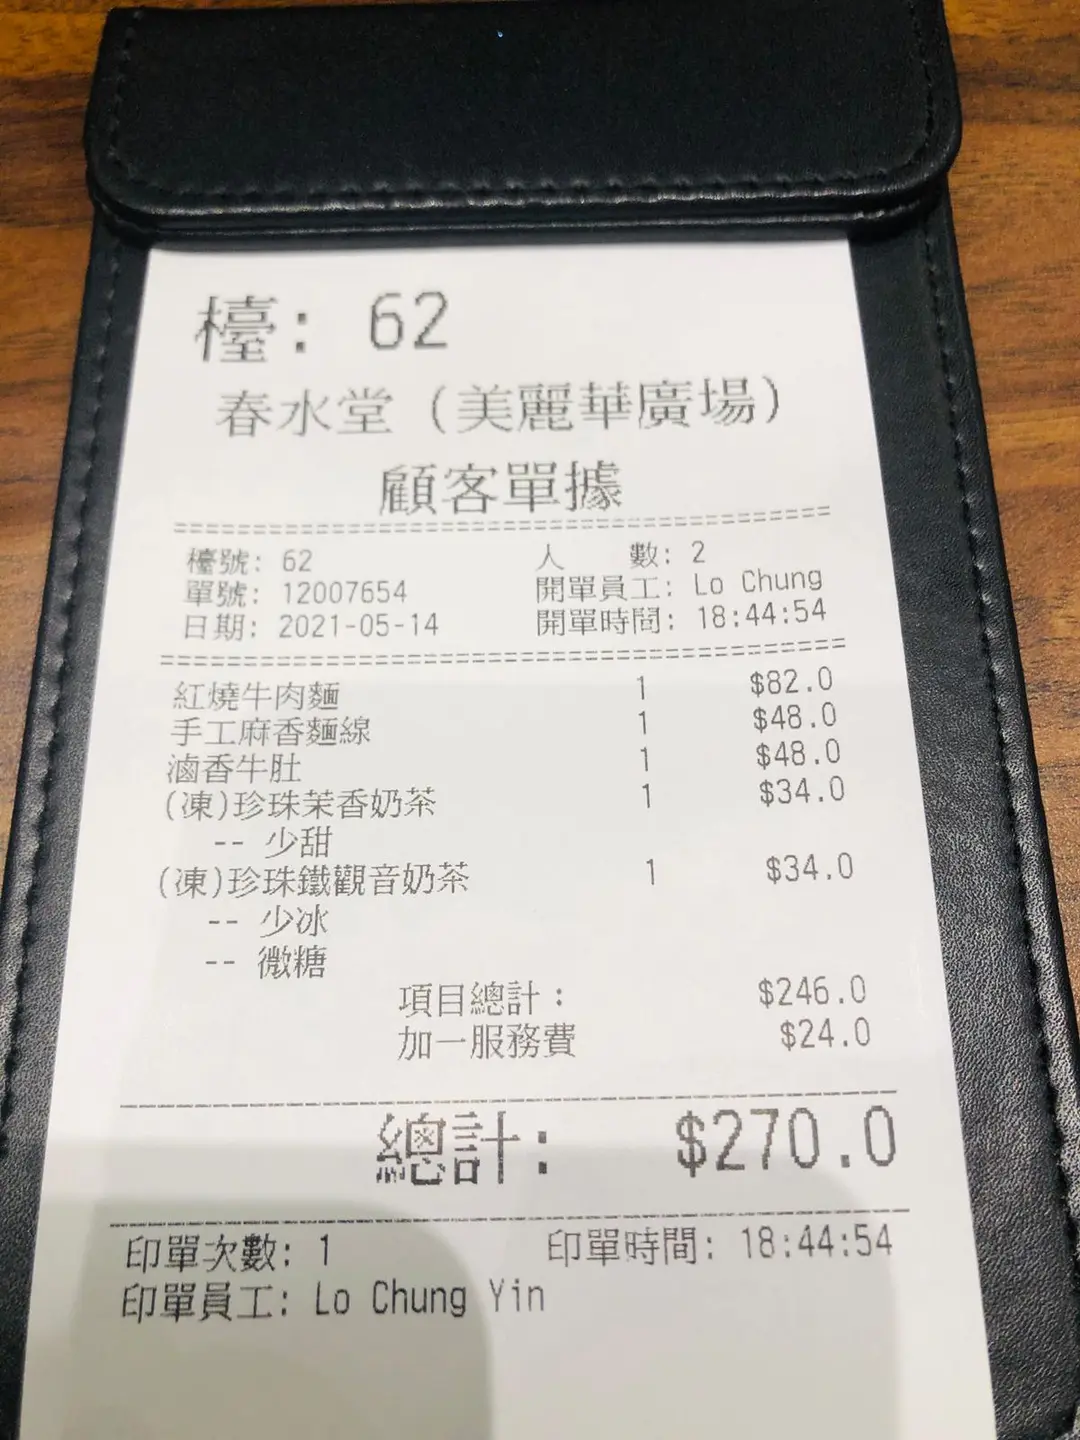 檯: 62
春水堂(美麗華廣場)
顧客單據
========================================
檯號: 62 人 數: 2
單號: 12007654 開單員工: Lo Chung
日期: 2021-05-14 開單時間: 18:44:54
========================================
紅燒牛肉麵 1 $82.0
手工麻香麵線 1 $48.0
滷香牛肚 1 $48.0
(凍)珍珠茉香奶茶 1 $34.0
-- 少甜
(凍)珍珠鐵觀音奶茶 1 $34.0
-- 少冰
-- 微糖
項目總計: $246.0
加一服務費 $24.0
總計: $270.0
印單次數: 1 印單時間: 18:44:54
印單員工: Lo Chung Yin